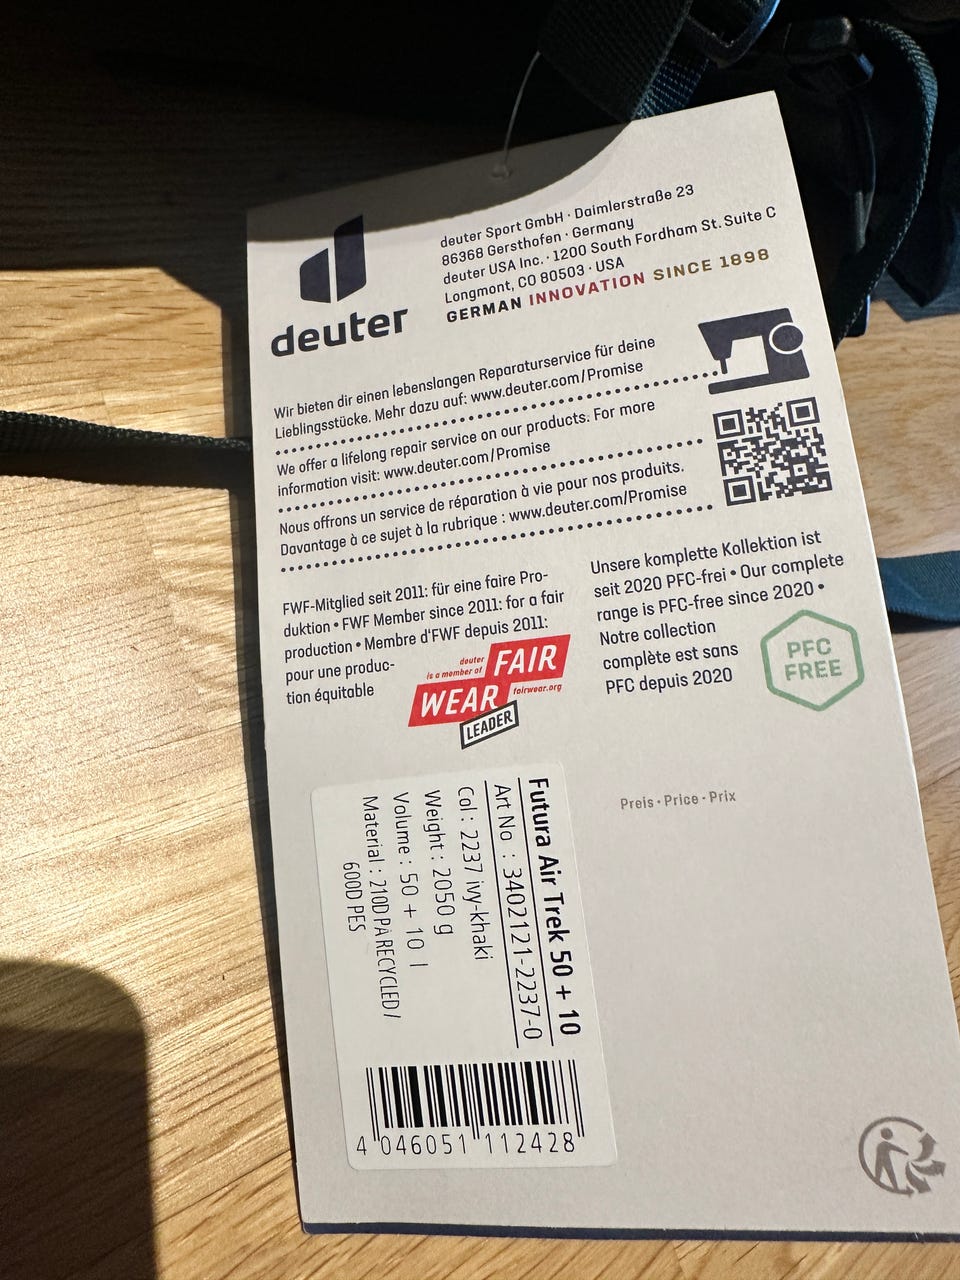 deuter
deuter Sport GmbH · Daimlerstraße 23
86368 Gersthofen · Germany
deuter USA Inc. · 1200 South Fordham St. Suite C
Longmont, CO 80503 · USA
GERMAN INNOVATION SINCE 1898
Wir bieten dir einen lebenslangen Reparaturservice für deine
Lieblingsstücke. Mehr dazu auf: www.deuter.com/Promise
We offer a lifelong repair service on our products. For more
information visit: www.deuter.com/Promise
Nous offrons un service de réparation à vie pour nos produits.
Davantage à ce sujet à la rubrique : www.deuter.com/Promise
FWF-Mitglied seit 2011: für eine faire Pro-
duktion • FWF Member since 2011: for a fair
production • Membre d'FWF depuis 2011:
pour une produc-
tion équitable
deuter
is a member of
FAIR
WEAR
fairwear.org
LEADER
Unsere komplette Kollektion ist
seit 2020 PFC-frei • Our complete
range is PFC-free since 2020 •
Notre collection
complète est sans
PFC depuis 2020
PFC
FREE
Preis · Price · Prix
Futura Air Trek 50 + 10
Art No : 3402121-2237-0
Col : 2237 ivy-khaki
Weight : 2050 g
Volume : 50 + 10 l
Material : 210D PA RECYCLED /
600D PES
4 046051 112428